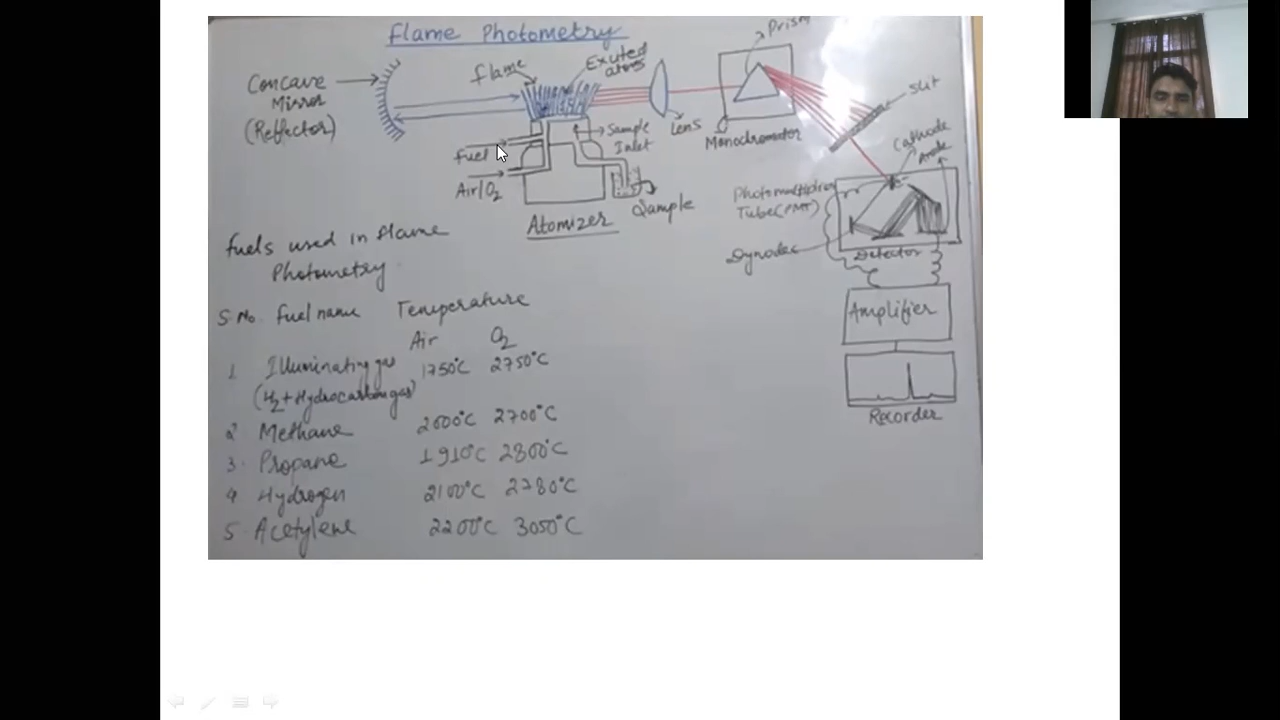 Flame Photometry
Prism
Concave
Mirror
(Reflector)
flame
Excited
atoms
Lens
Slit
Monochromator
Sample
Inlet
Cathode
Anode
Fuel
Air/O2
Sample
Atomizer
Photomultiplier
Tube (PMT)
Dynodes
Detector
Amplifier
Recorder
Fuels used in flame
Photometry
S.No. Fuel name Temperature
Air O2
1 Illuminating gas 1750°C 2750°C
(H2+Hydrocarbon gas)
2 Methane 2000°C 2700°C
3. Propane 1910°C 2800°C
4 Hydrogen 2100°C 2780°C
5 Acetylene 2200°C 3050°C